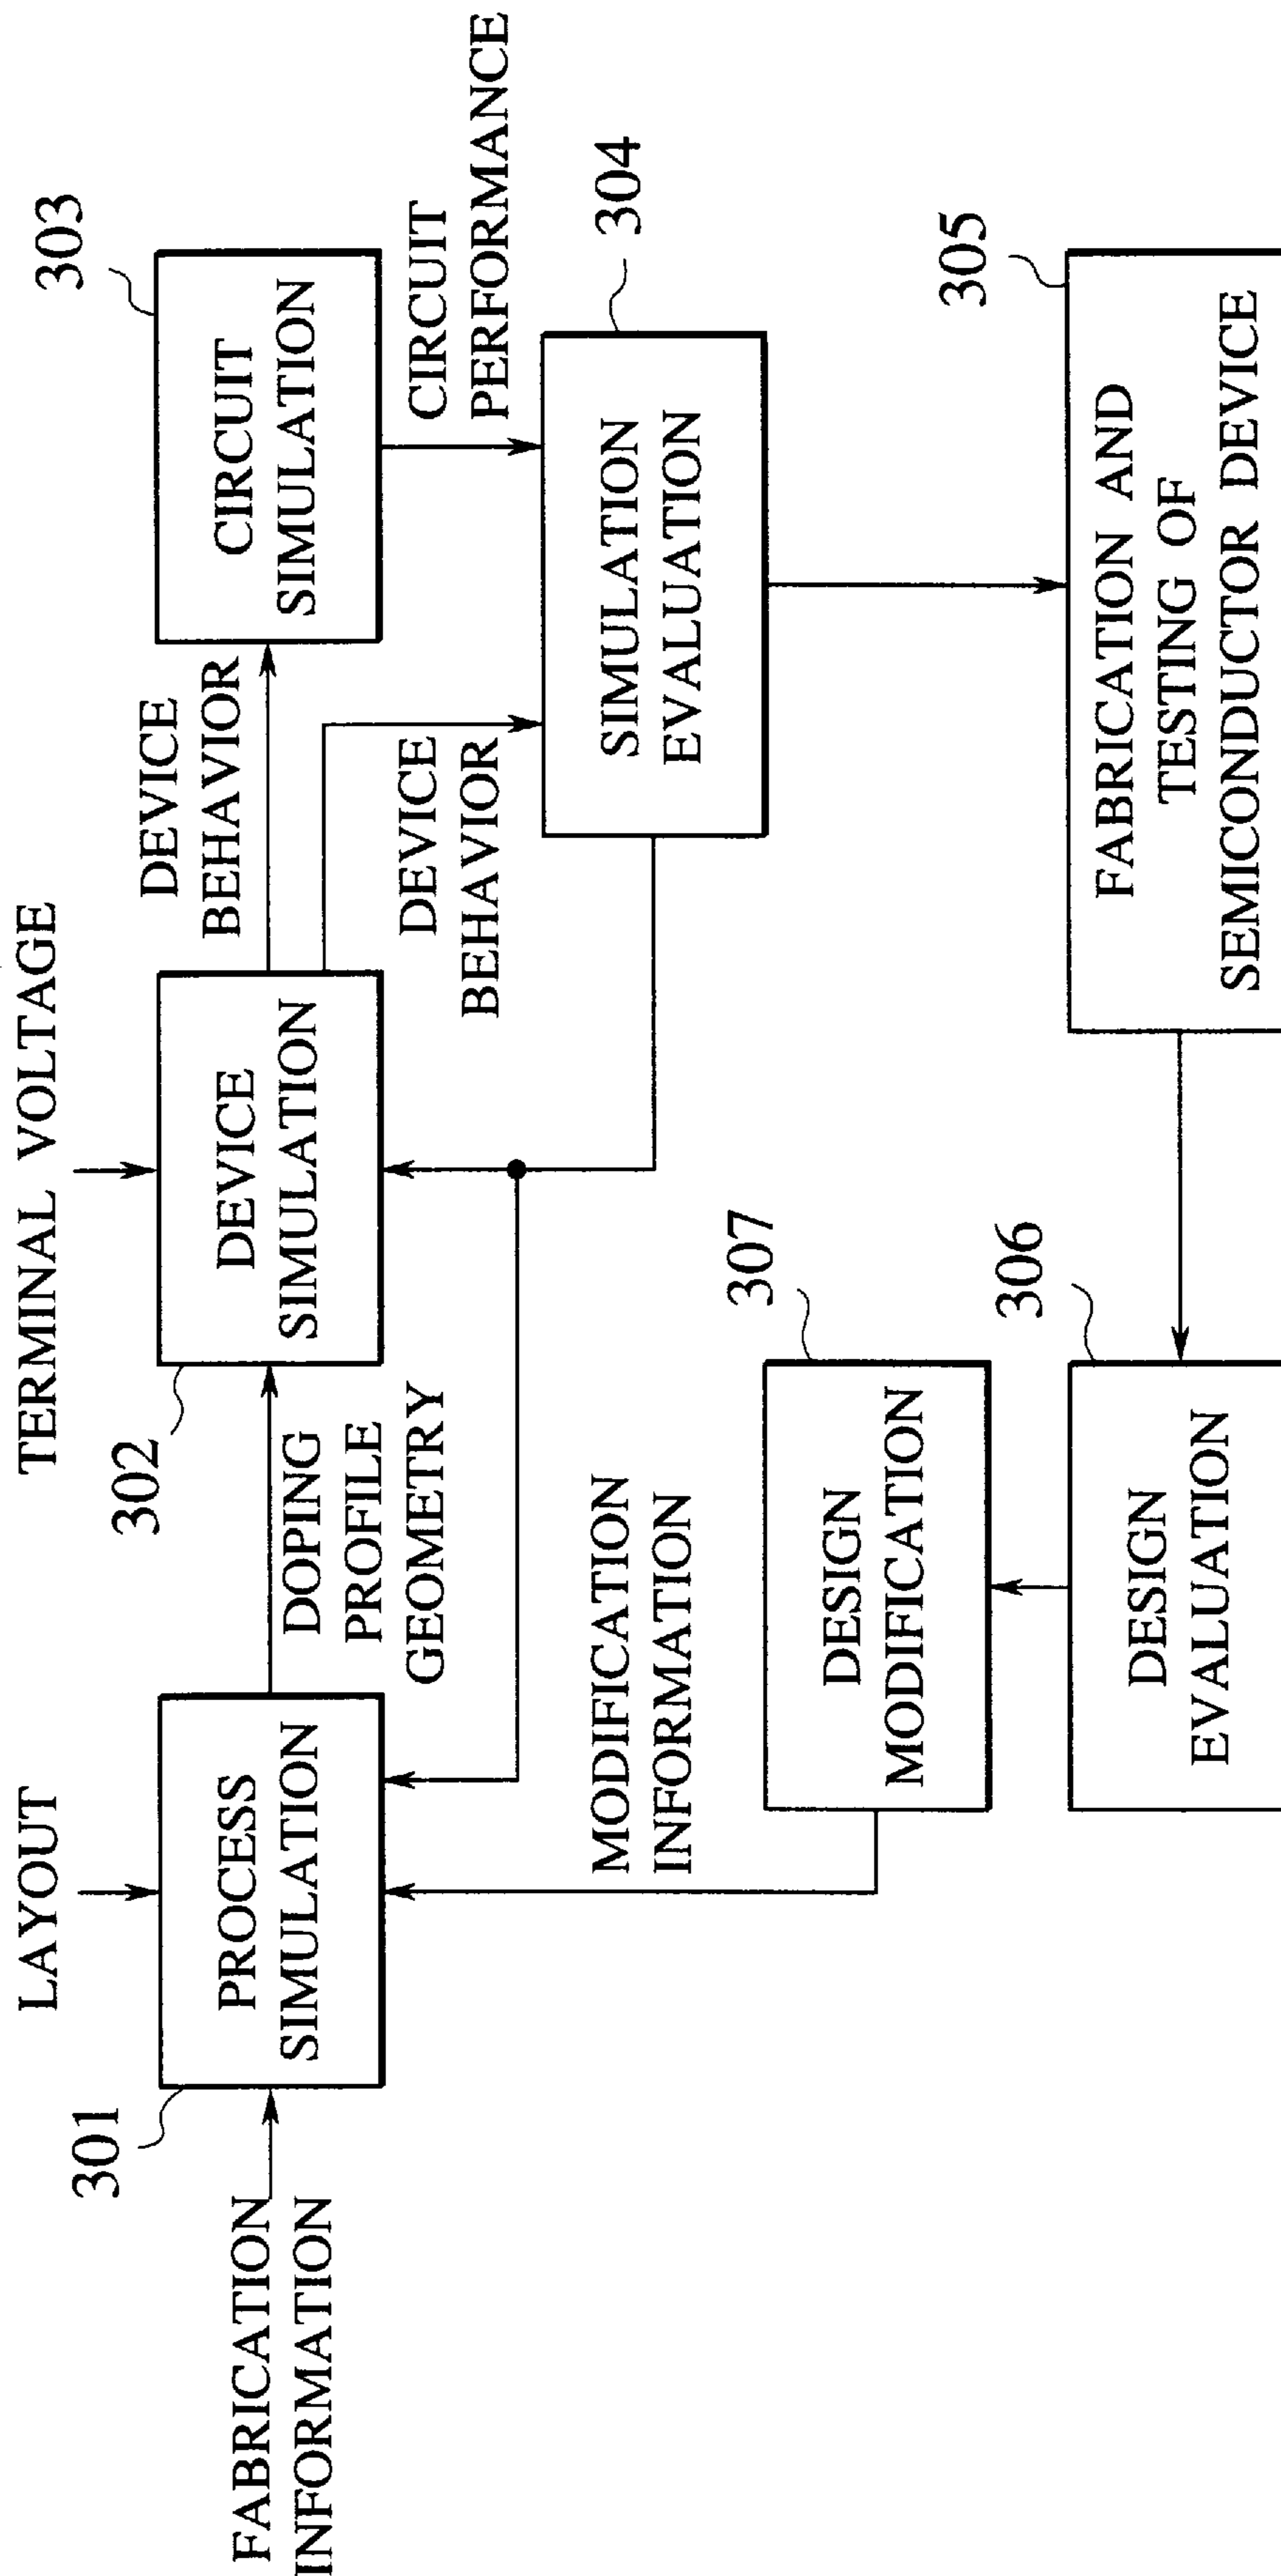 LAYOUT
TERMINAL VOLTAGE
FABRICATION
INFORMATION
301
PROCESS
SIMULATION
DOPING
PROFILE
GEOMETRY
302
DEVICE
SIMULATION
DEVICE
BEHAVIOR
303
CIRCUIT
SIMULATION
DEVICE
BEHAVIOR
CIRCUIT
PERFORMANCE
304
SIMULATION
EVALUATION
MODIFICATION
INFORMATION
307
DESIGN
MODIFICATION
306
DESIGN
EVALUATION
305
FABRICATION AND
TESTING OF
SEMICONDUCTOR DEVICE